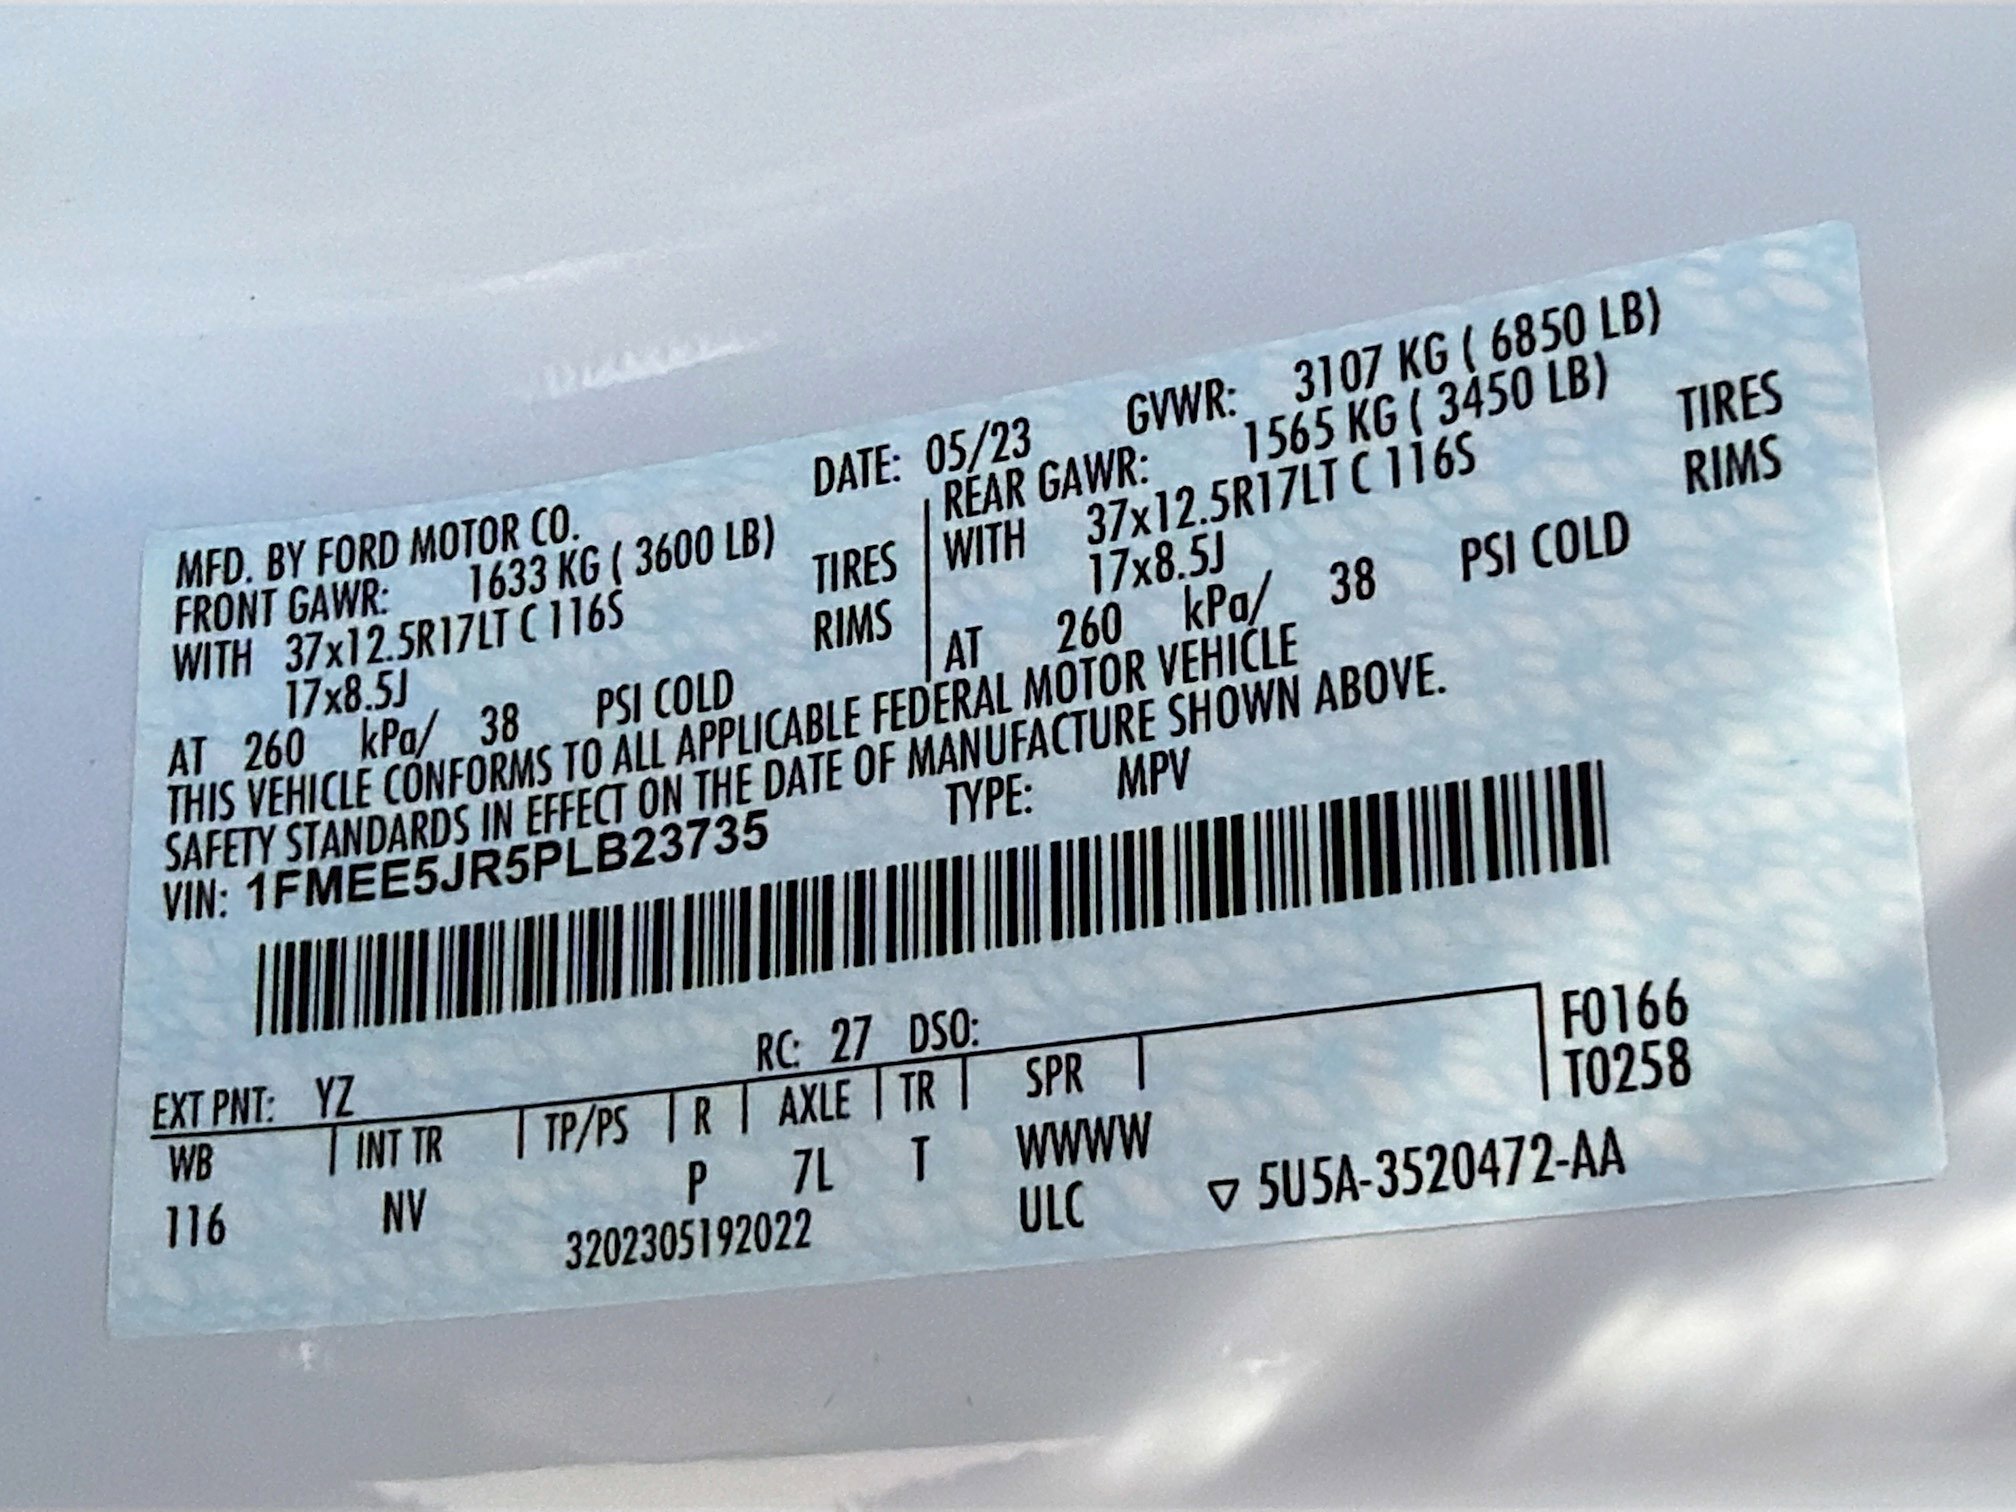 MFD. BY FORD MOTOR CO. DATE: 05/23 GVWR: 3107 KG ( 6850 LB)
FRONT GAWR: 1633 KG ( 3600 LB)
WITH 37x12.5R17LT C 116S TIRES
17x8.5J RIMS
AT 260 kPa/ 38 PSI COLD
REAR GAWR: 1565 KG ( 3450 LB)
WITH 37x12.5R17LT C 116S TIRES
17x8.5J RIMS
AT 260 kPa/ 38 PSI COLD
THIS VEHICLE CONFORMS TO ALL APPLICABLE FEDERAL MOTOR VEHICLE
SAFETY STANDARDS IN EFFECT ON THE DATE OF MANUFACTURE SHOWN ABOVE.
VIN: 1FMEE5JR5PLB23735 TYPE: MPV
EXT PNT: YZ RC: 27 DSO: F0166
WB INT TR TP/PS R AXLE TR SPR T0258
116 NV P 7L T WWWW
3202305192022 ULC ▽ 5U5A-3520472-AA